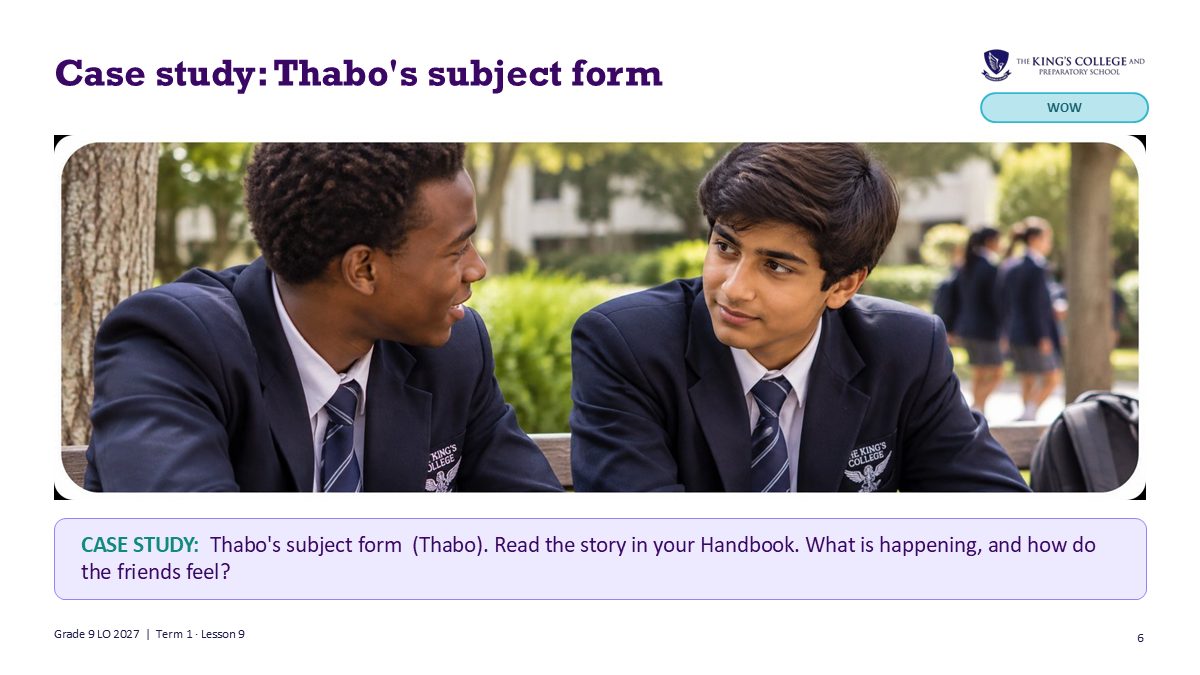 Case study: Thabo's subject form
THE KING'S COLLEGE AND
PREPARATORY SCHOOL
WOW
KING'S
COLLEGE
THE KING'S
COLLEGE
CASE STUDY: Thabo's subject form (Thabo). Read the story in your Handbook. What is happening, and how do
the friends feel?
Grade 9 LO 2027 | Term 1 · Lesson 9
6